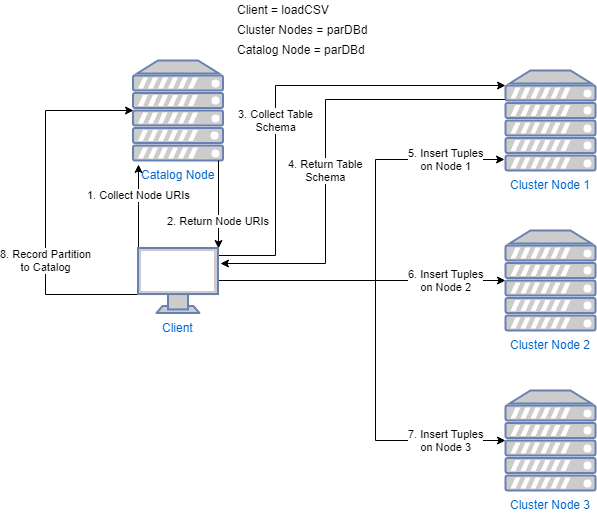 Client = loadCSV
Cluster Nodes = parDBd
Catalog Node = parDBd
3. Collect Table
Schema
4. Return Table
Schema
5. Insert Tuples
on Node 1
Catalog Node
Cluster Node 1
1. Collect Node URIs
2. Return Node URIs
8. Record Partition
to Catalog
6. Insert Tuples
on Node 2
Client
Cluster Node 2
7. Insert Tuples
on Node 3
Cluster Node 3